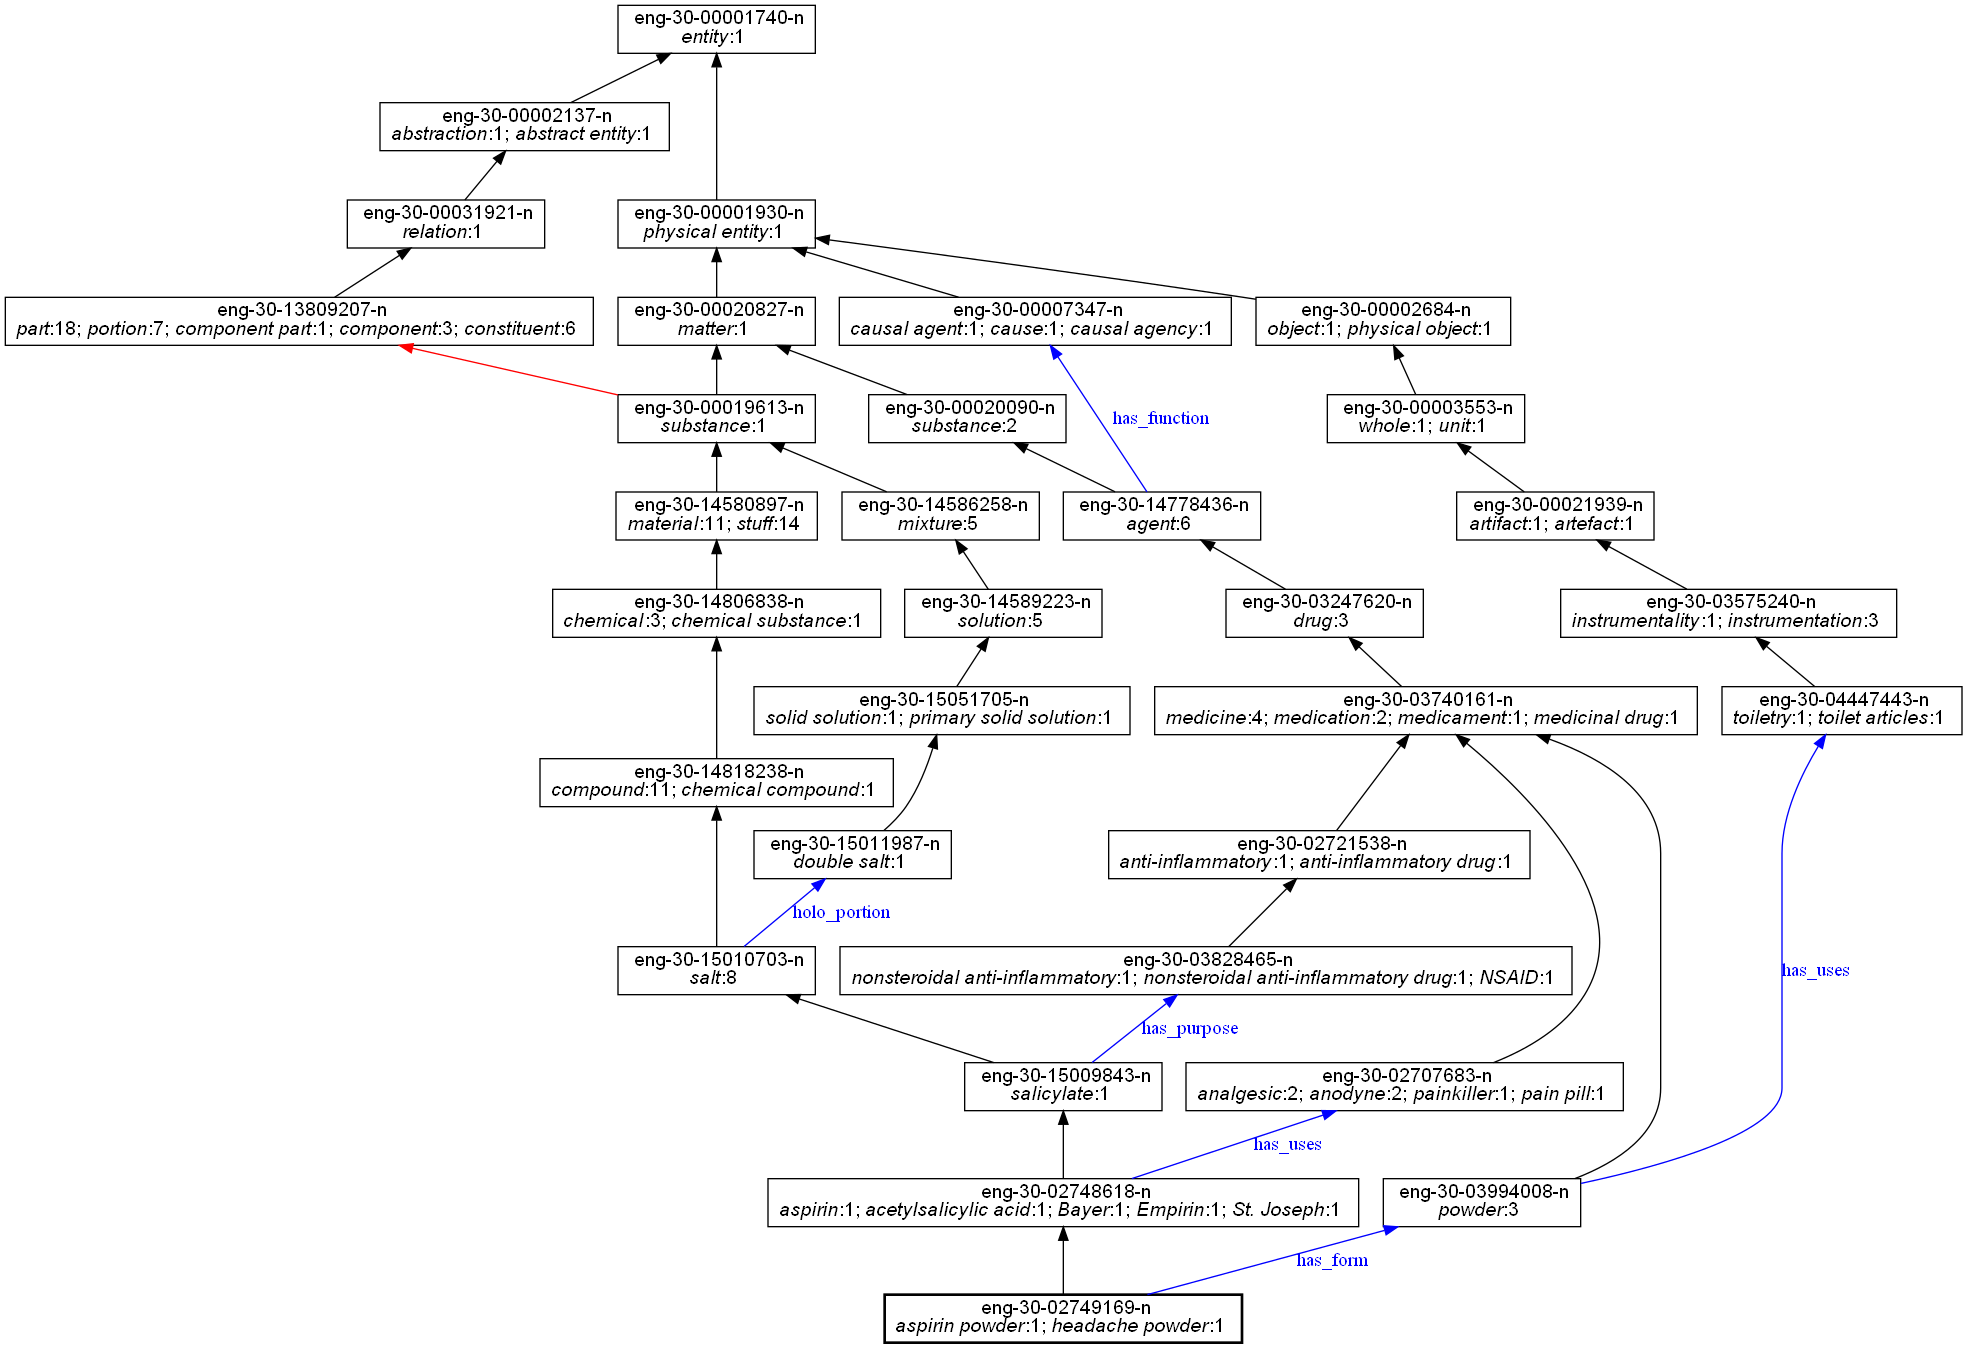 eng-30-00001740-n
entity:1
eng-30-00002137-n
abstraction:1; abstract entity:1
eng-30-00031921-n
relation:1
eng-30-00001930-n
physical entity:1
eng-30-13809207-n
part:18; portion:7; component part:1; component:3; constituent:6
eng-30-00020827-n
matter:1
eng-30-00007347-n
causal agent:1; cause:1; causal agency:1
eng-30-00002684-n
object:1; physical object:1
eng-30-00019613-n
substance:1
eng-30-00020090-n
substance:2
has_function
eng-30-00003553-n
whole:1; unit:1
eng-30-14580897-n
material:11; stuff:14
eng-30-14586258-n
mixture:5
eng-30-14778436-n
agent:6
eng-30-00021939-n
artifact:1; artefact:1
eng-30-14806838-n
chemical:3; chemical substance:1
eng-30-14589223-n
solution:5
eng-30-03247620-n
drug:3
eng-30-03575240-n
instrumentality:1; instrumentation:3
eng-30-15051705-n
solid solution:1; primary solid solution:1
eng-30-03740161-n
medicine:4; medication:2; medicament:1; medicinal drug:1
eng-30-04447443-n
toiletry:1; toilet articles:1
eng-30-14818238-n
compound:11; chemical compound:1
eng-30-15011987-n
double salt:1
eng-30-02721538-n
anti-inflammatory:1; anti-inflammatory drug:1
holo_portion
eng-30-15010703-n
salt:8
eng-30-03828465-n
nonsteroidal anti-inflammatory:1; nonsteroidal anti-inflammatory drug:1; NSAID:1
has_uses
has_purpose
eng-30-15009843-n
salicylate:1
eng-30-02707683-n
analgesic:2; anodyne:2; painkiller:1; pain pill:1
has_uses
eng-30-02748618-n
aspirin:1; acetylsalicylic acid:1; Bayer:1; Empirin:1; St. Joseph:1
eng-30-03994008-n
powder:3
has_form
eng-30-02749169-n
aspirin powder:1; headache powder:1